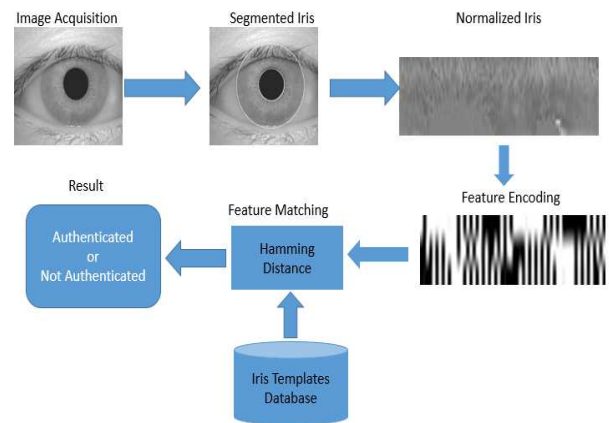 Image Acquisition
Segmented Iris
Normalized Iris
Feature Encoding
Feature Matching
Hamming
Distance
Result
Authenticated
or
Not Authenticated
Iris Templates
Database